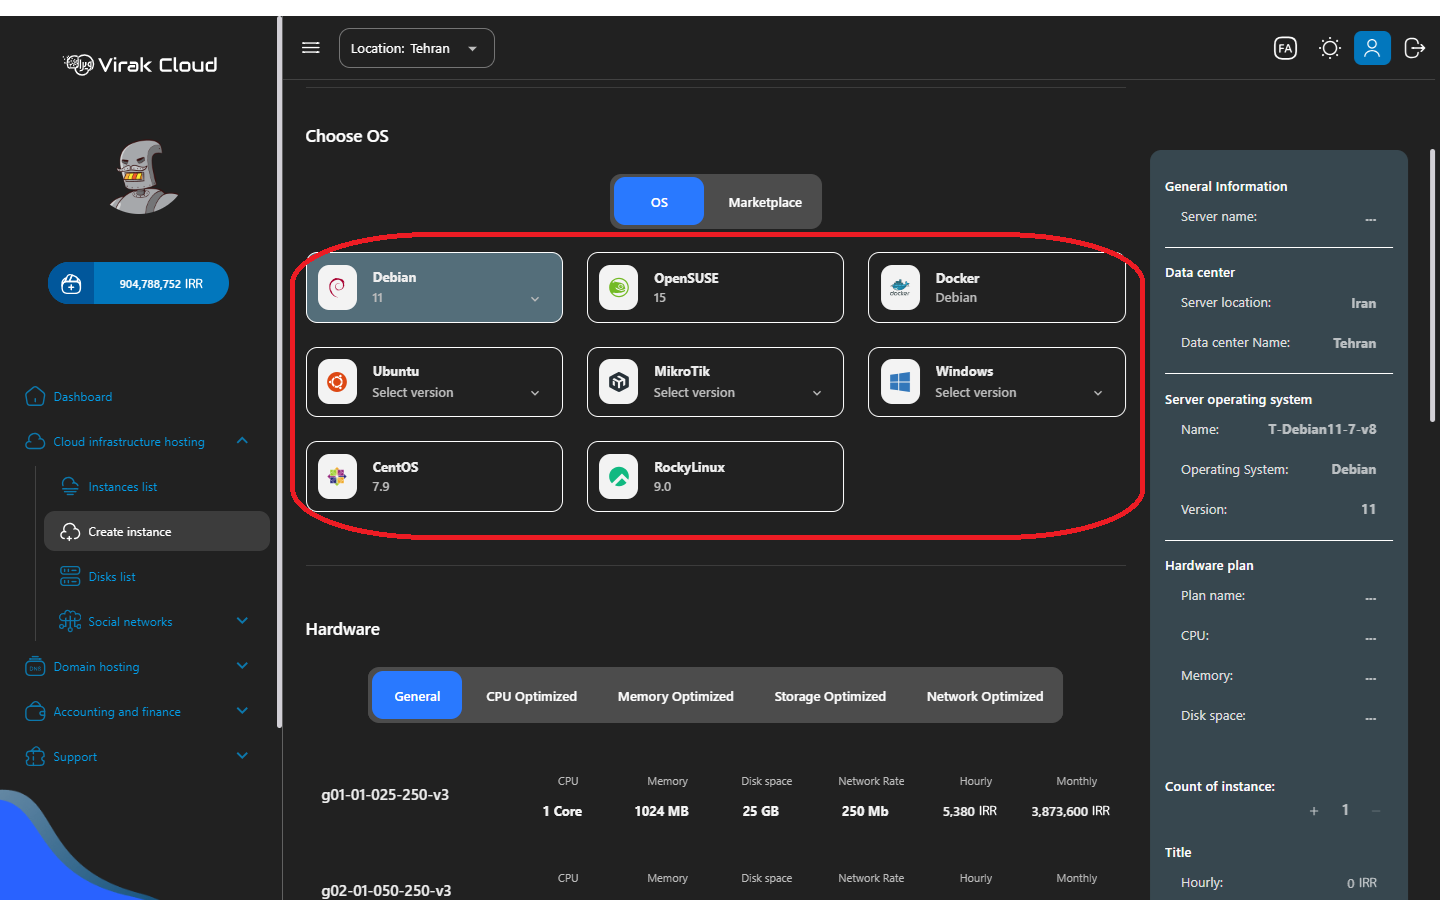 Virak Cloud
904,788,752 IRR
Dashboard
Cloud infrastructure hosting
Instances list
Create instance
Disks list
Social networks
Domain hosting
Accounting and finance
Support
Location: Tehran
FA
Choose OS
OS
Marketplace
Debian
11
OpenSUSE
15
docker
Docker
Debian
Ubuntu
Select version
MikroTik
Select version
Windows
Select version
CentOS
7.9
RockyLinux
9.0
Hardware
General
CPU Optimized
Memory Optimized
Storage Optimized
Network Optimized
g01-01-025-250-v3
CPU
Memory
Disk space
Network Rate
Hourly
Monthly
1 Core
1024 MB
25 GB
250 Mb
5,380 IRR
3,873,600 IRR
g02-01-050-250-v3
CPU
Memory
Disk space
Network Rate
Hourly
Monthly
General Information
Server name: ---
Data center
Server location: Iran
Data center Name: Tehran
Server operating system
Name: T-Debian11-7-v8
Operating System: Debian
Version: 11
Hardware plan
Plan name: ---
CPU: ---
Memory: ---
Disk space: ---
Count of instance:
+ 1 −
Title
Hourly: 0 IRR